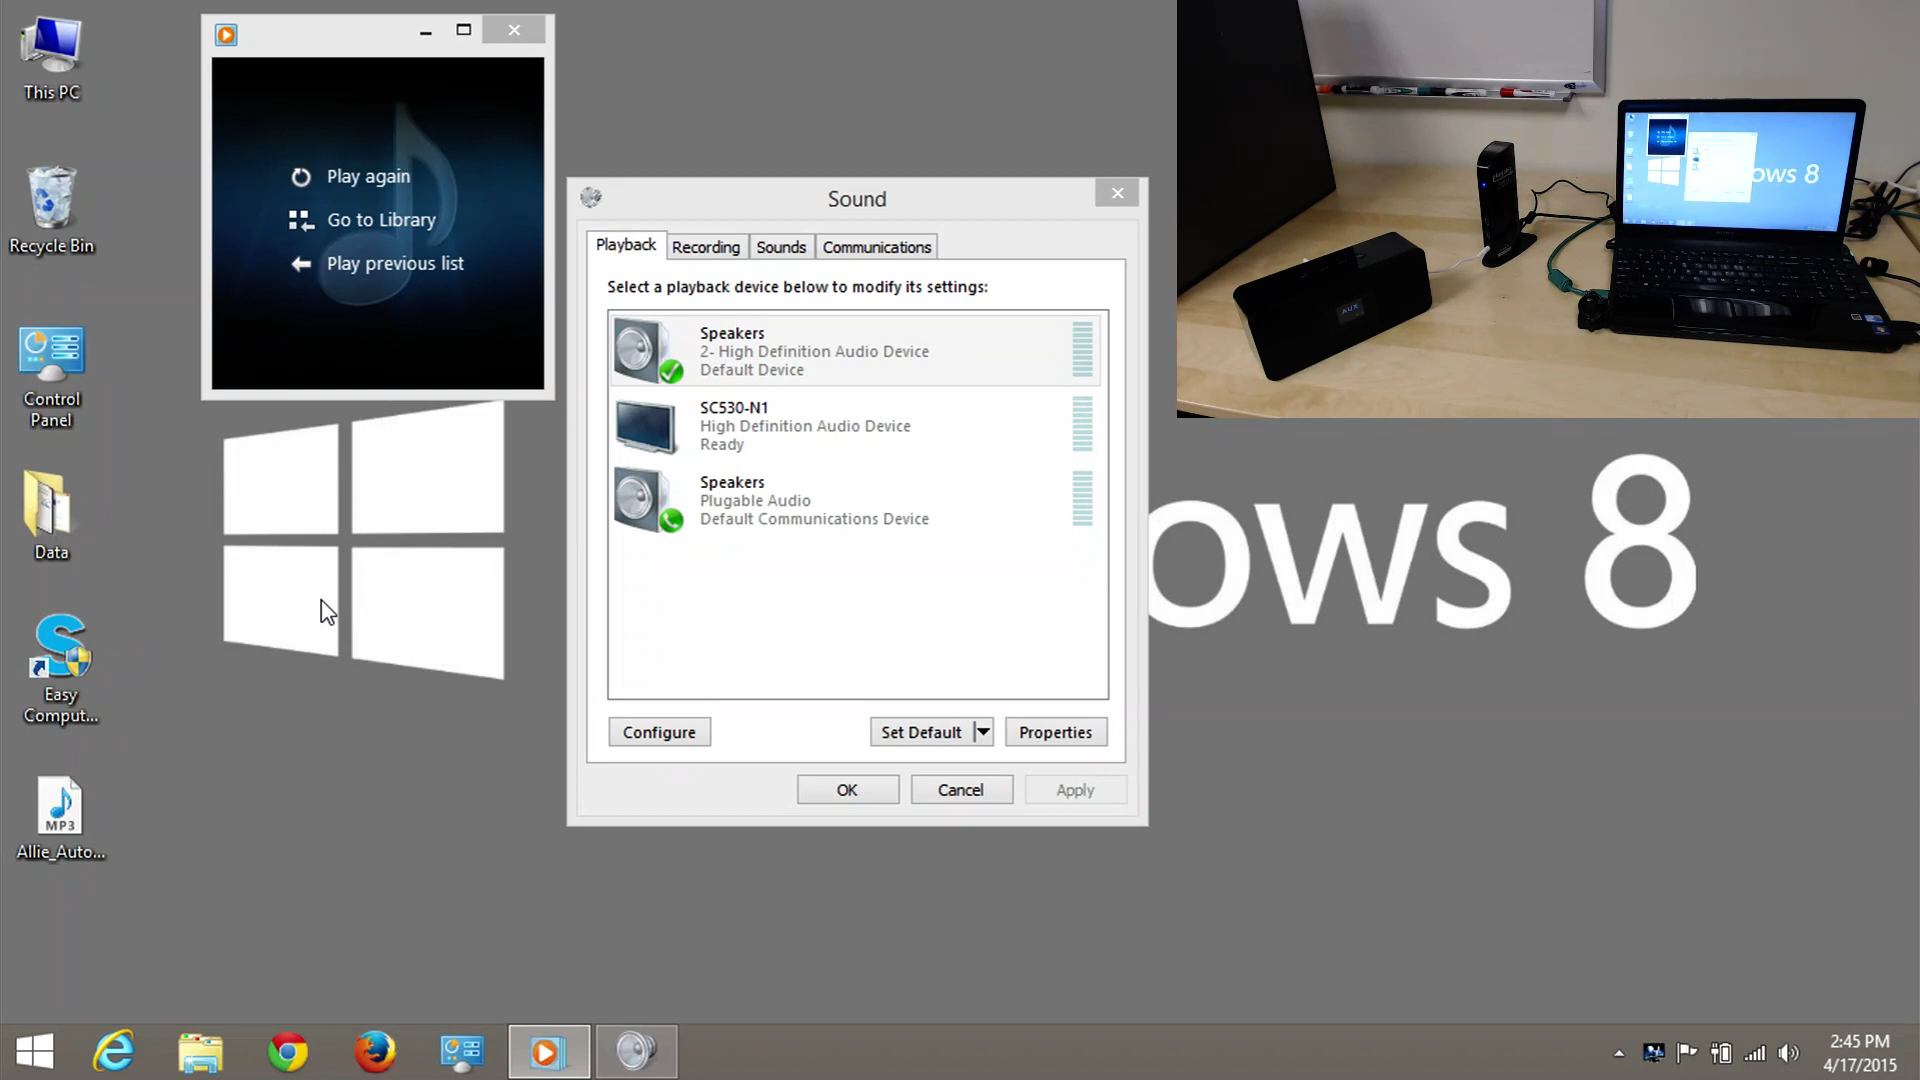 This PC
Recycle Bin
Control
Panel
Data
Easy
Comput...
MP3
Allie_Auto...
Play again
Go to Library
Play previous list
Sound
Playback
Recording
Sounds
Communications
Select a playback device below to modify its settings:
Speakers
2- High Definition Audio Device
Default Device
SC530-N1
High Definition Audio Device
Ready
Speakers
Plugable Audio
Default Communications Device
Configure
Set Default
Properties
OK
Cancel
Apply
ows 8
AUX
ows 8
2:45 PM
4/17/2015